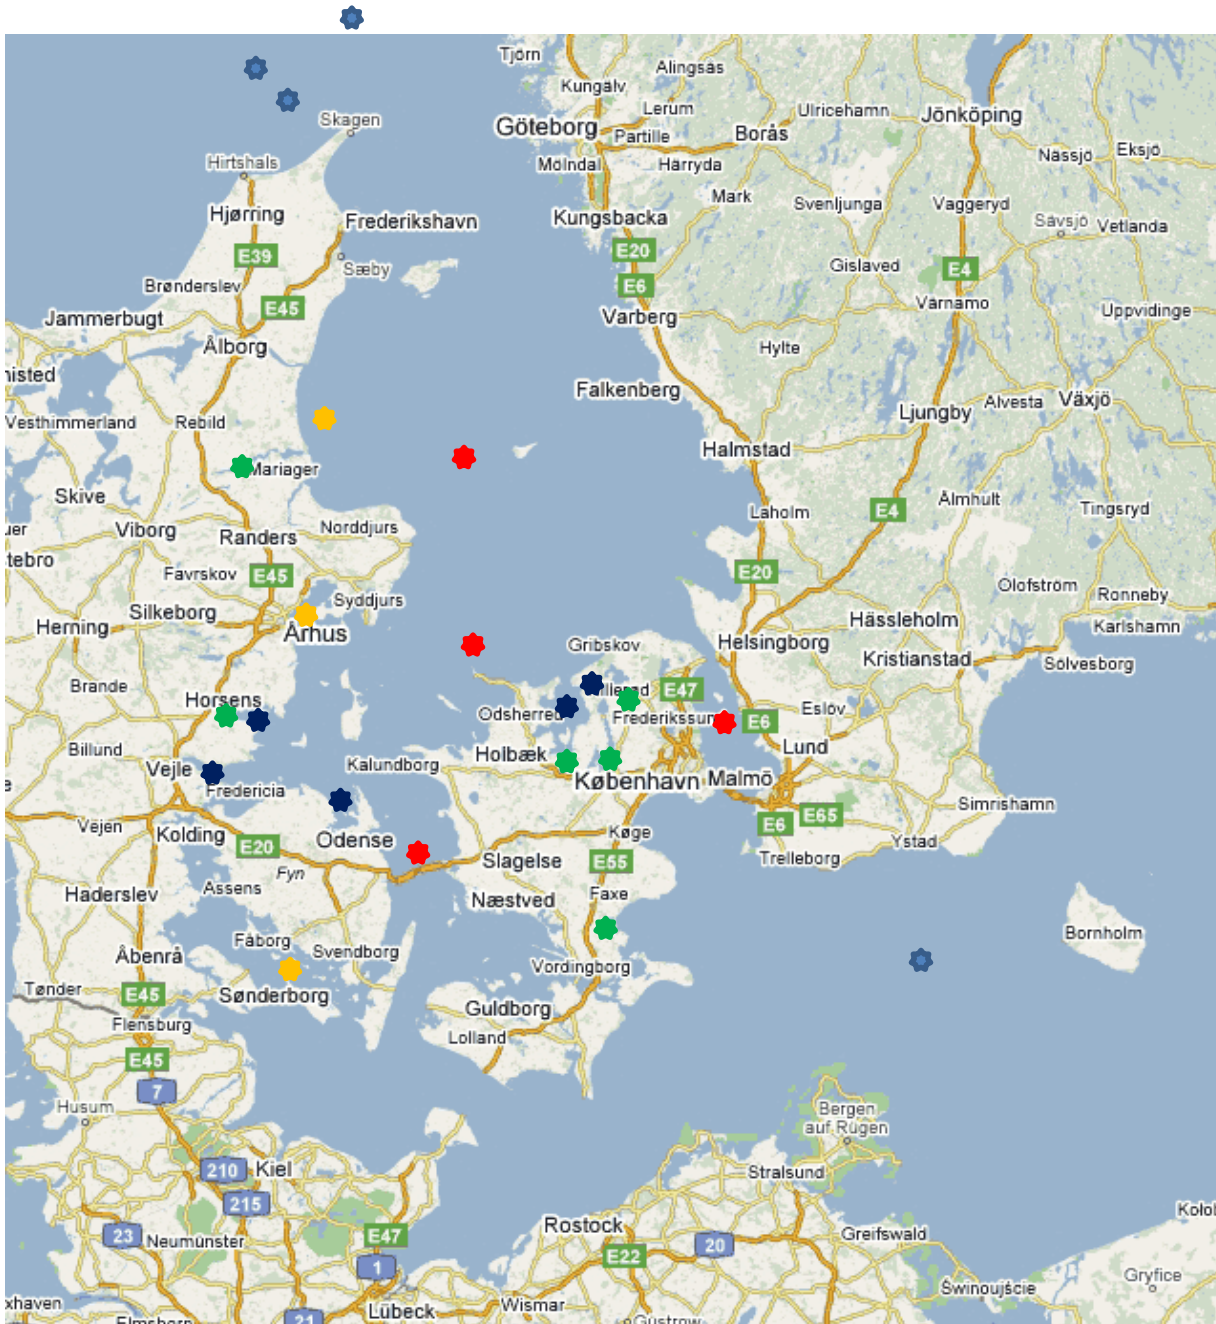 Tjörn
Alingsås
Kungälv
Lerum
Ulricehamn
Jönköping
Skagen
Göteborg
Partille
Borås
Nässjö
Eksjö
Hirtshals
Mölndal
Härryda
Mark
Svenljunga
Vaggeryd
Hjørring
Frederikshavn
Kungsbacka
Sävsjö
Vetlanda
E39
E20
Sæby
Gislaved
E4
Brønderslev
E6
E45
Värnamo
Uppvidinge
Jammerbugt
Varberg
Ålborg
Hylte
Falkenberg
Alvesta
Växjö
Ljungby
Vesthimmerland
Rebild
Halmstad
Mariager
Skive
Älmhult
Laholm
E4
Tingsryd
Viborg
Norddjurs
Randers
E20
Favrskov
E45
Olofström
Ronneby
Syddjurs
Silkeborg
Hässleholm
Herning
Århus
Karlshamn
Gribskov
Helsingborg
Kristianstad
Sölvesborg
Brande
E47
Horsens
Odsherred
Frederikssun
E6
Eslöv
Billund
Holbæk
Lund
Vejle
Kalundborg
København
Malmö
Fredericia
Simrishamn
Vejen
Kolding
Odense
E20
Køge
E6
E65
Ystad
Slagelse
E55
Trelleborg
Fyn
Haderslev
Assens
Næstved
Faxe
Fåborg
Svendborg
Bornholm
Åbenrå
Vordingborg
Tønder
E45
Sønderborg
Guldborg
Flensburg
Lolland
E45
7
Husum
Bergen
auf Rügen
210
Kiel
Stralsund
215
23
Neumünster
E47
Rostock
Greifswald
E22
20
1
Gryfice
Świnoujście
Lübeck
Wismar
21